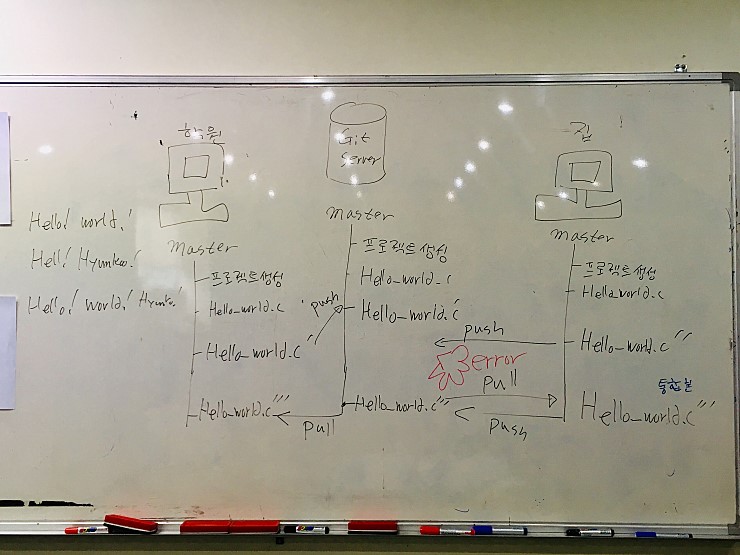 학원
Git
Server
집
Hello! world!
Hell! Hyunkoo!
Hello! world! Hyunko!
master
프로젝트생성
Hello_world.c
Hello_world.c'
Hello_world.c'''
push
pull
master
프로젝트생성
Hello_world.c
Hello_world.c'
Hello_world.c'''
push
error
pull
push
master
프로젝트생성
Hello_world.c
Hello_world.c''
통합본
Hello_world.c'''